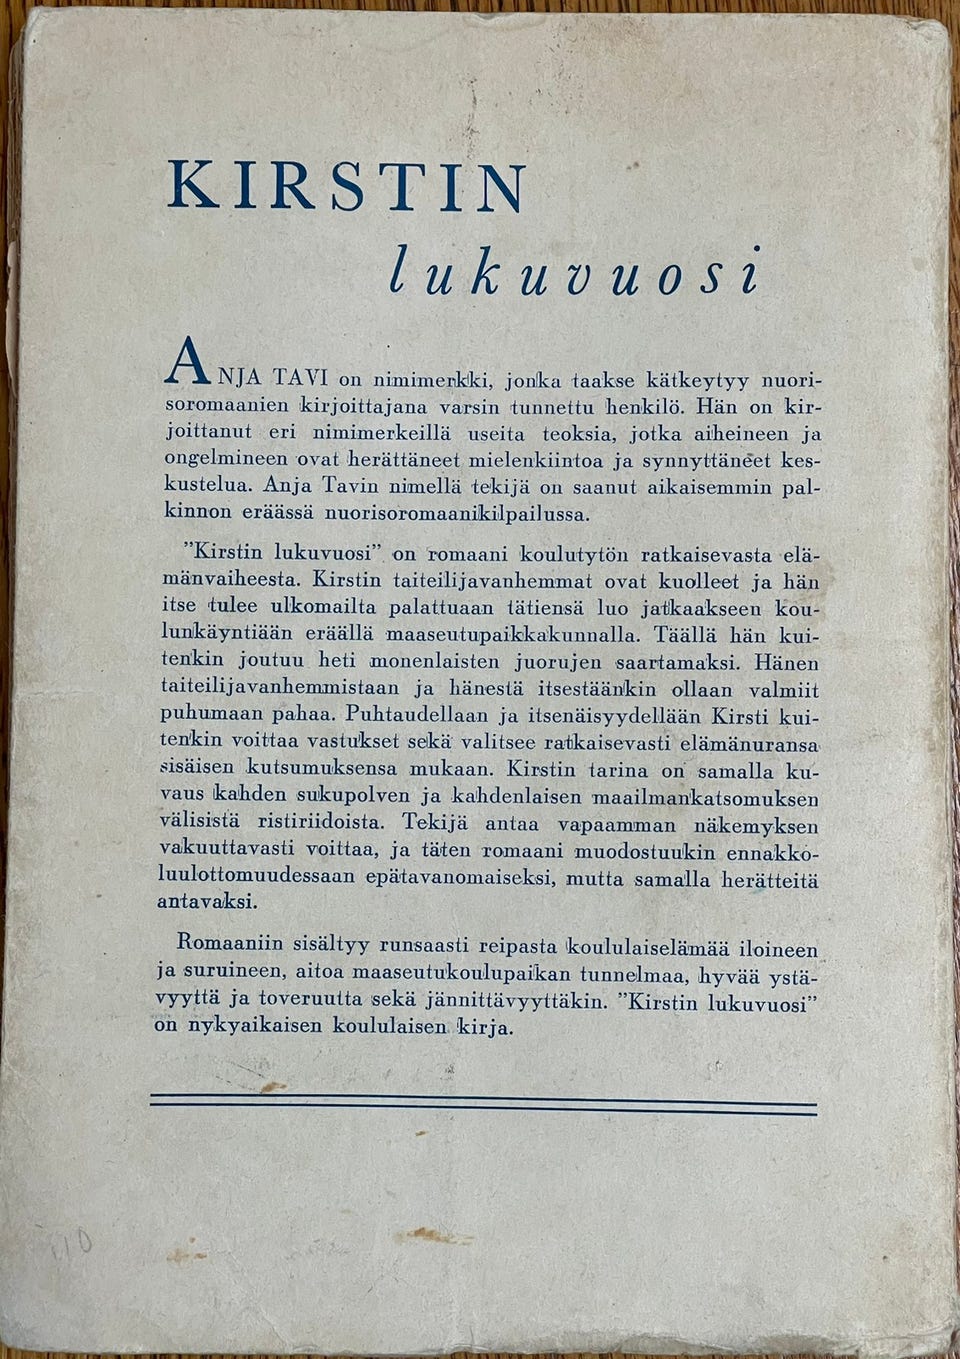 KIRSTIN
lukuvuosi
ANJA TAVI on nimimerkki, jonka taakse kätkeytyy nuori-
soromaanien kirjoittajana varsin tunnettu henkilö. Hän on kir-
joittanut eri nimimerkeillä useita teoksia, jotka aiheineen ja
ongelmineen ovat herättäneet mielenkiintoa ja synnyttäneet kes-
kustelua. Anja Tavin nimellä tekijä on saanut aikaisemmin pal-
kinnon eräässä nuorisoromaanikilpailussa.
”Kirstin lukuvuosi” on romaani koulutytön ratkaisevasta elä-
mänvaiheesta. Kirstin taiteilijavanhemmat ovat kuolleet ja hän
itse tulee ulkomailta palattuaan tätiensä luo jatkaakseen kou-
lunkäyntiään eräällä maaseutupaikkakunnalla. Täällä hän kui-
tenkin joutuu heti monenlaisten juorujen saartamaksi. Hänen
taiteilijavanhemmistaan ja hänestä itsestäänkin ollaan valmiit
puhumaan pahaa. Puhtaudellaan ja itsenäisyydellään Kirsti kui-
tenkin voittaa vastukset sekä valitsee ratkaisevasti elämänuransa
sisäisen kutsumuksensa mukaan. Kirstin tarina on samalla ku-
vaus kahden sukupolven ja kahdenlaisen maailmankatsomuksen
välisistä ristiriidoista. Tekijä antaa vapaamman näkemyksen
vakuuttavasti voittaa, ja täten romaani muodostuukin ennakko-
luulottomuudessaan epätavanomaiseksi, mutta samalla herätteitä
antavaksi.
Romaaniin sisältyy runsaasti reipasta koululaiselämää iloineen
ja suruineen, aitoa maaseutukoulupaikan tunnelmaa, hyvää ystä-
vyyttä ja toveruutta sekä jännittävyyttäkin. ”Kirstin lukuvuosi”
on nykyaikaisen koululaisen kirja.